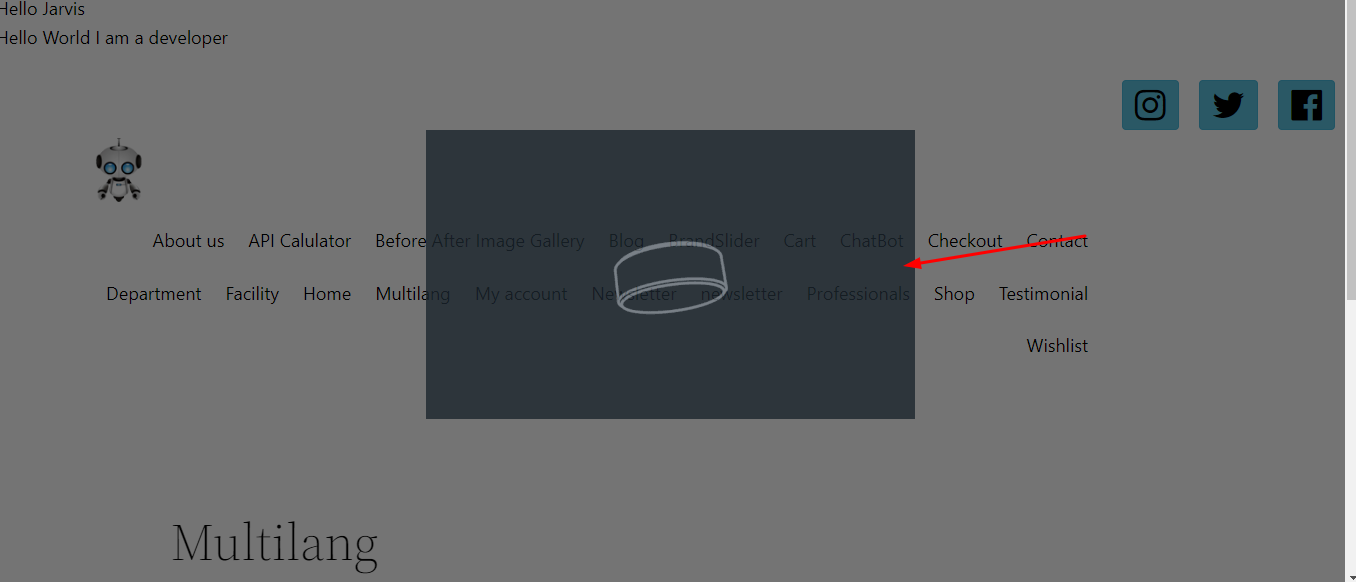 Hello Jarvis
Hello World I am a developer
About us API Calulator Before After Image Gallery Blog BrandSlider Cart ChatBot Checkout Contact
Department Facility Home Multilang My account Newsletter newsletter Professionals Shop Testimonial
Wishlist
Multilang